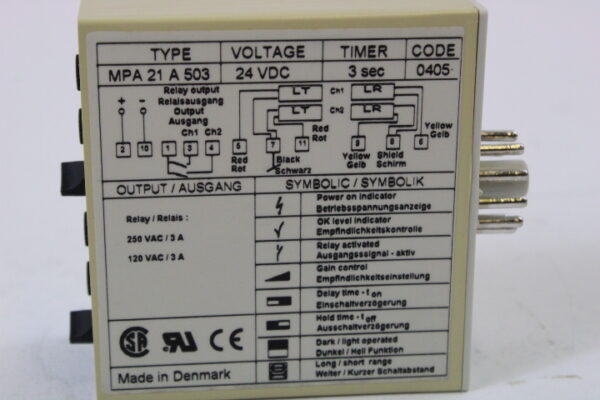 TYPE VOLTAGE TIMER CODE
MPA 21 A 503 24 VDC 3 sec 0405-
Relay output
Relaisausgang
Output
Ausgang
+ -
Ch1 Ch2
LT Ch1 LR
LT Ch2 LR
Red
Rot
Yellow
Gelb
2 10 1 3 4 5 7 11 9 8 6
Red
Rot
Black
Schwarz
Yellow
Gelb
Shield
Schirm
OUTPUT / AUSGANG
Relay / Relais :
250 VAC / 3 A
120 VAC / 3 A
SYMBOLIC / SYMBOLIK
Power on indicator
Betriebsspannungsanzeige
OK level indicator
Empfindlichkeitskontrolle
Relay activated
Ausgangssignal - aktiv
Gain control
Empfindlichkeitseinstellung
Delay time - t on
Einschaltverzögerung
Hold time - t off
Ausschaltverzögerung
Dark / light operated
Dunkel / Hell Funktion
Long / short range
Weiter / Kurzer Schaltabstand
CE
Made in Denmark